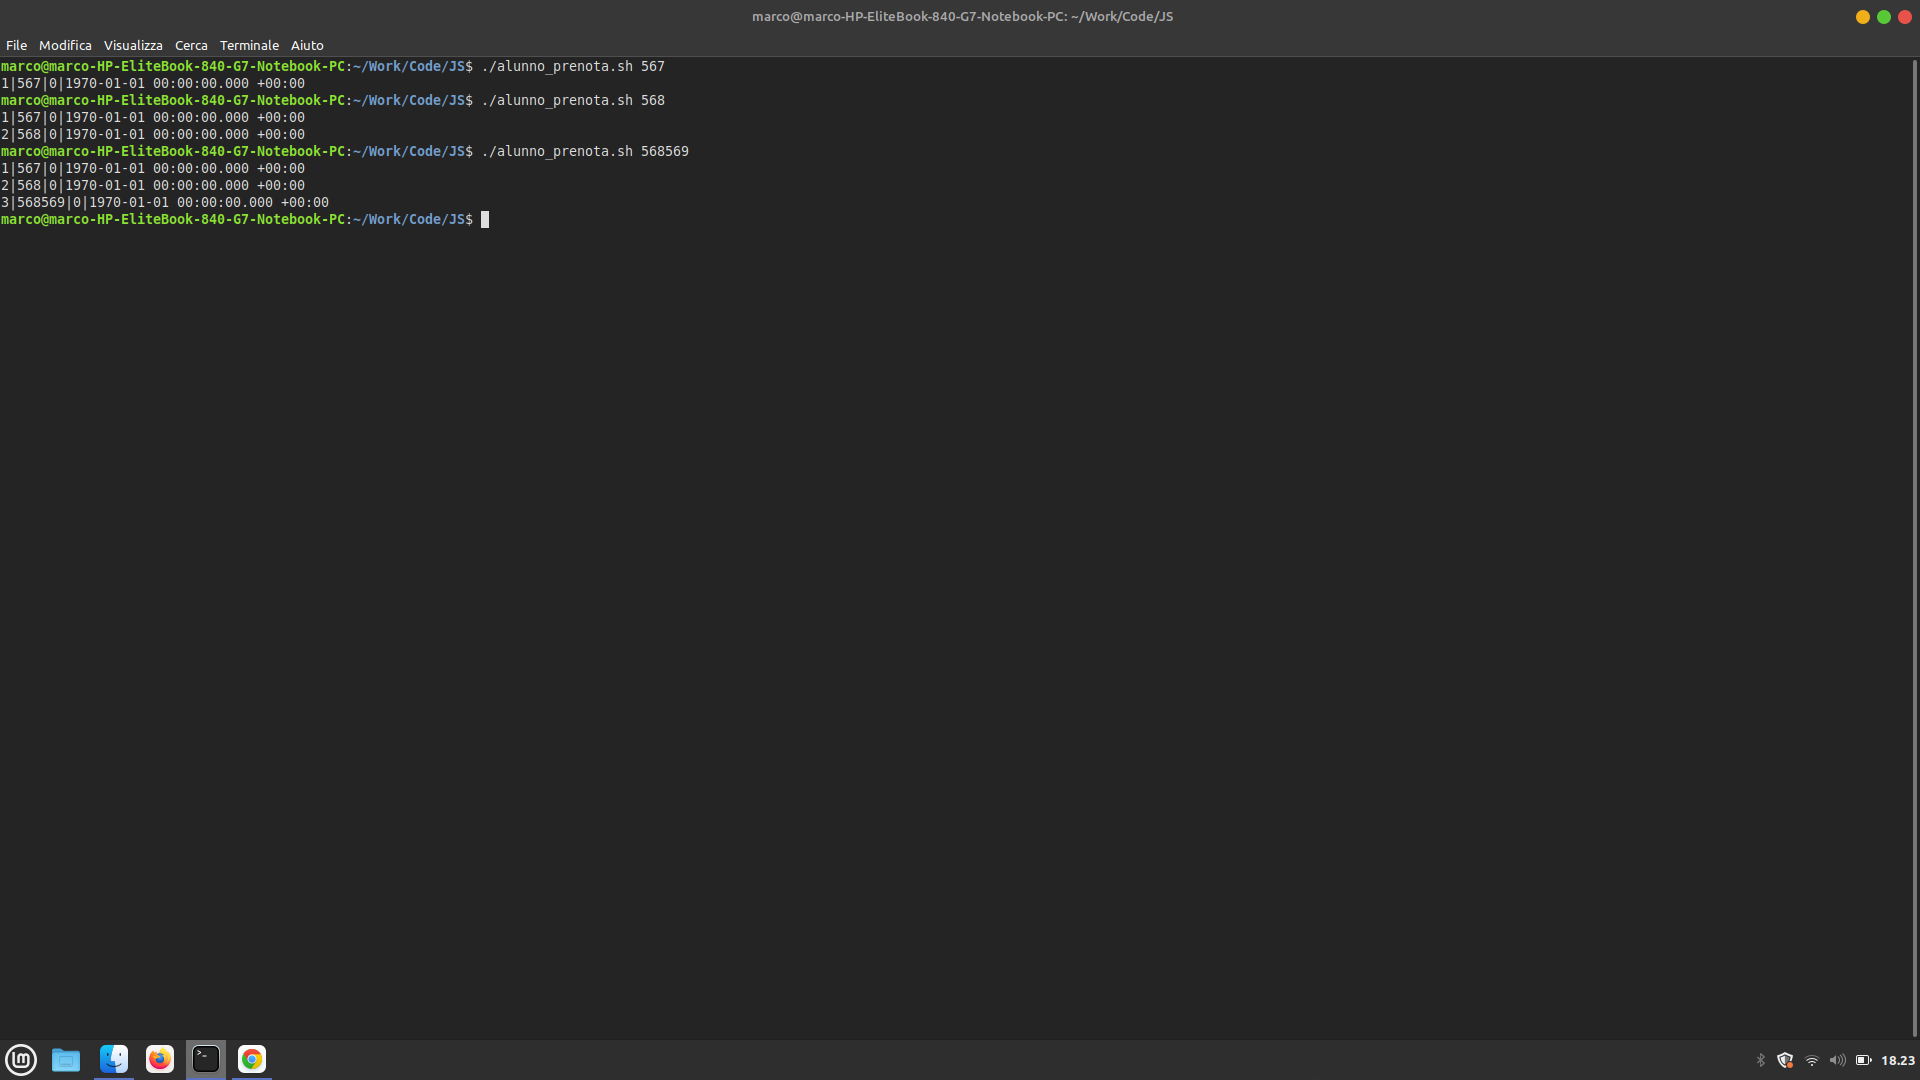 marco@marco-HP-EliteBook-840-G7-Notebook-PC: ~/Work/Code/JS
File Modifica Visualizza Cerca Terminale Aiuto
marco@marco-HP-EliteBook-840-G7-Notebook-PC:~/Work/Code/JS$ ./alunno_prenota.sh 567
1|567|0|1970-01-01 00:00:00.000 +00:00
marco@marco-HP-EliteBook-840-G7-Notebook-PC:~/Work/Code/JS$ ./alunno_prenota.sh 568
1|567|0|1970-01-01 00:00:00.000 +00:00
2|568|0|1970-01-01 00:00:00.000 +00:00
marco@marco-HP-EliteBook-840-G7-Notebook-PC:~/Work/Code/JS$ ./alunno_prenota.sh 568569
1|567|0|1970-01-01 00:00:00.000 +00:00
2|568|0|1970-01-01 00:00:00.000 +00:00
3|568569|0|1970-01-01 00:00:00.000 +00:00
marco@marco-HP-EliteBook-840-G7-Notebook-PC:~/Work/Code/JS$
18.23